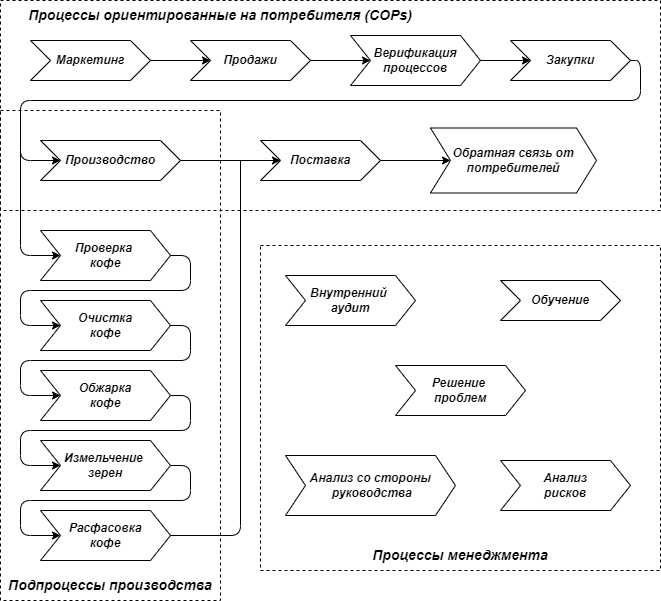 Процессы ориентированные на потребителя (COPs)
Маркетинг
Продажи
Верификация
процессов
Закупки
Производство
Поставка
Обратная связь от
потребителей
Проверка
кофе
Очистка
кофе
Обжарка
кофе
Измельчение
зерен
Расфасовка
кофе
Подпроцессы производства
Внутренний
аудит
Обучение
Решение
проблем
Анализ со стороны
руководства
Анализ
рисков
Процессы менеджмента